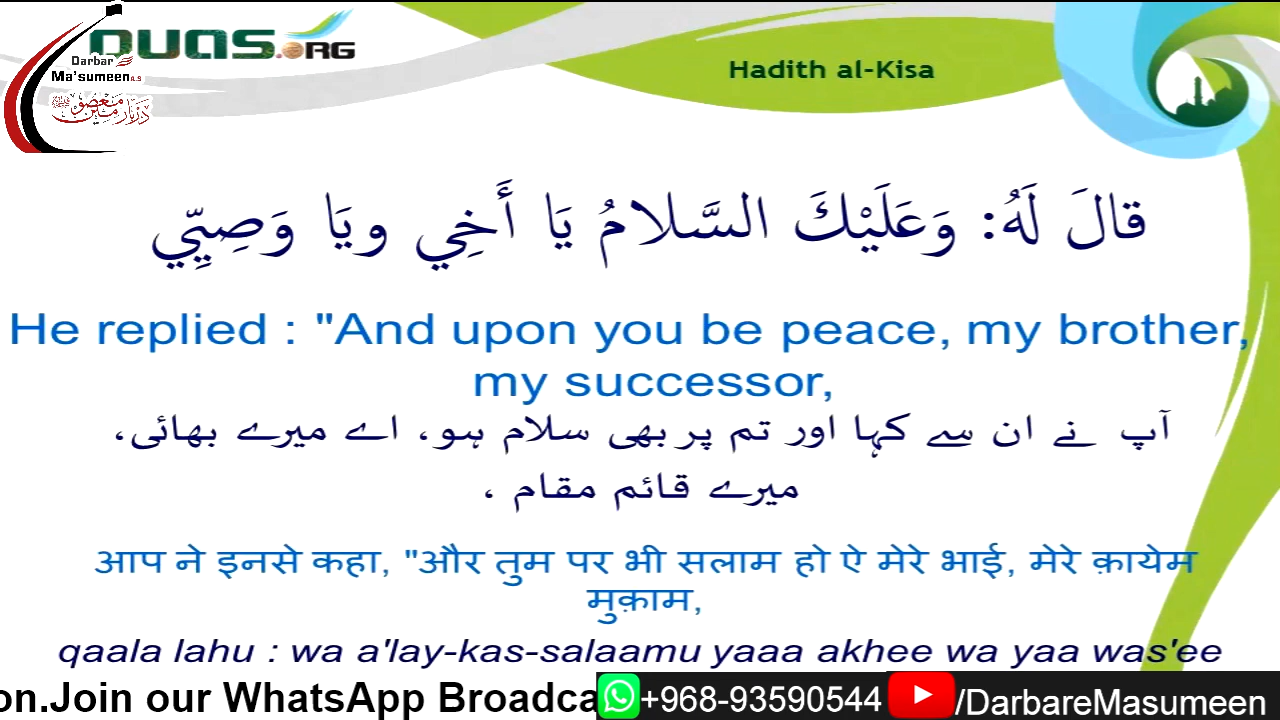 DUAS.ORG
Darbar
Ma'sumeen A.S
Hadith al-Kisa
قالَ لَهُ: وَعَلَيْكَ السَّلامُ يَا أَخِي ويَا وَصِيِّي
He replied : "And upon you be peace, my brother,
my successor,
آپ نے ان سے کہا اور تم پر بھی سلام ہو، اے میرے بھائی،
میرے قائم مقام ،
आप ने इनसे कहा, "और तुम पर भी सलाम हो ऐ मेरे भाई, मेरे क़ायेम
मुक़ाम,
qaala lahu : wa a'lay-kas-salaamu yaaa akhee wa yaa was'ee
on.Join our WhatsApp Broadca +968-93590544 /DarbareMasumeen